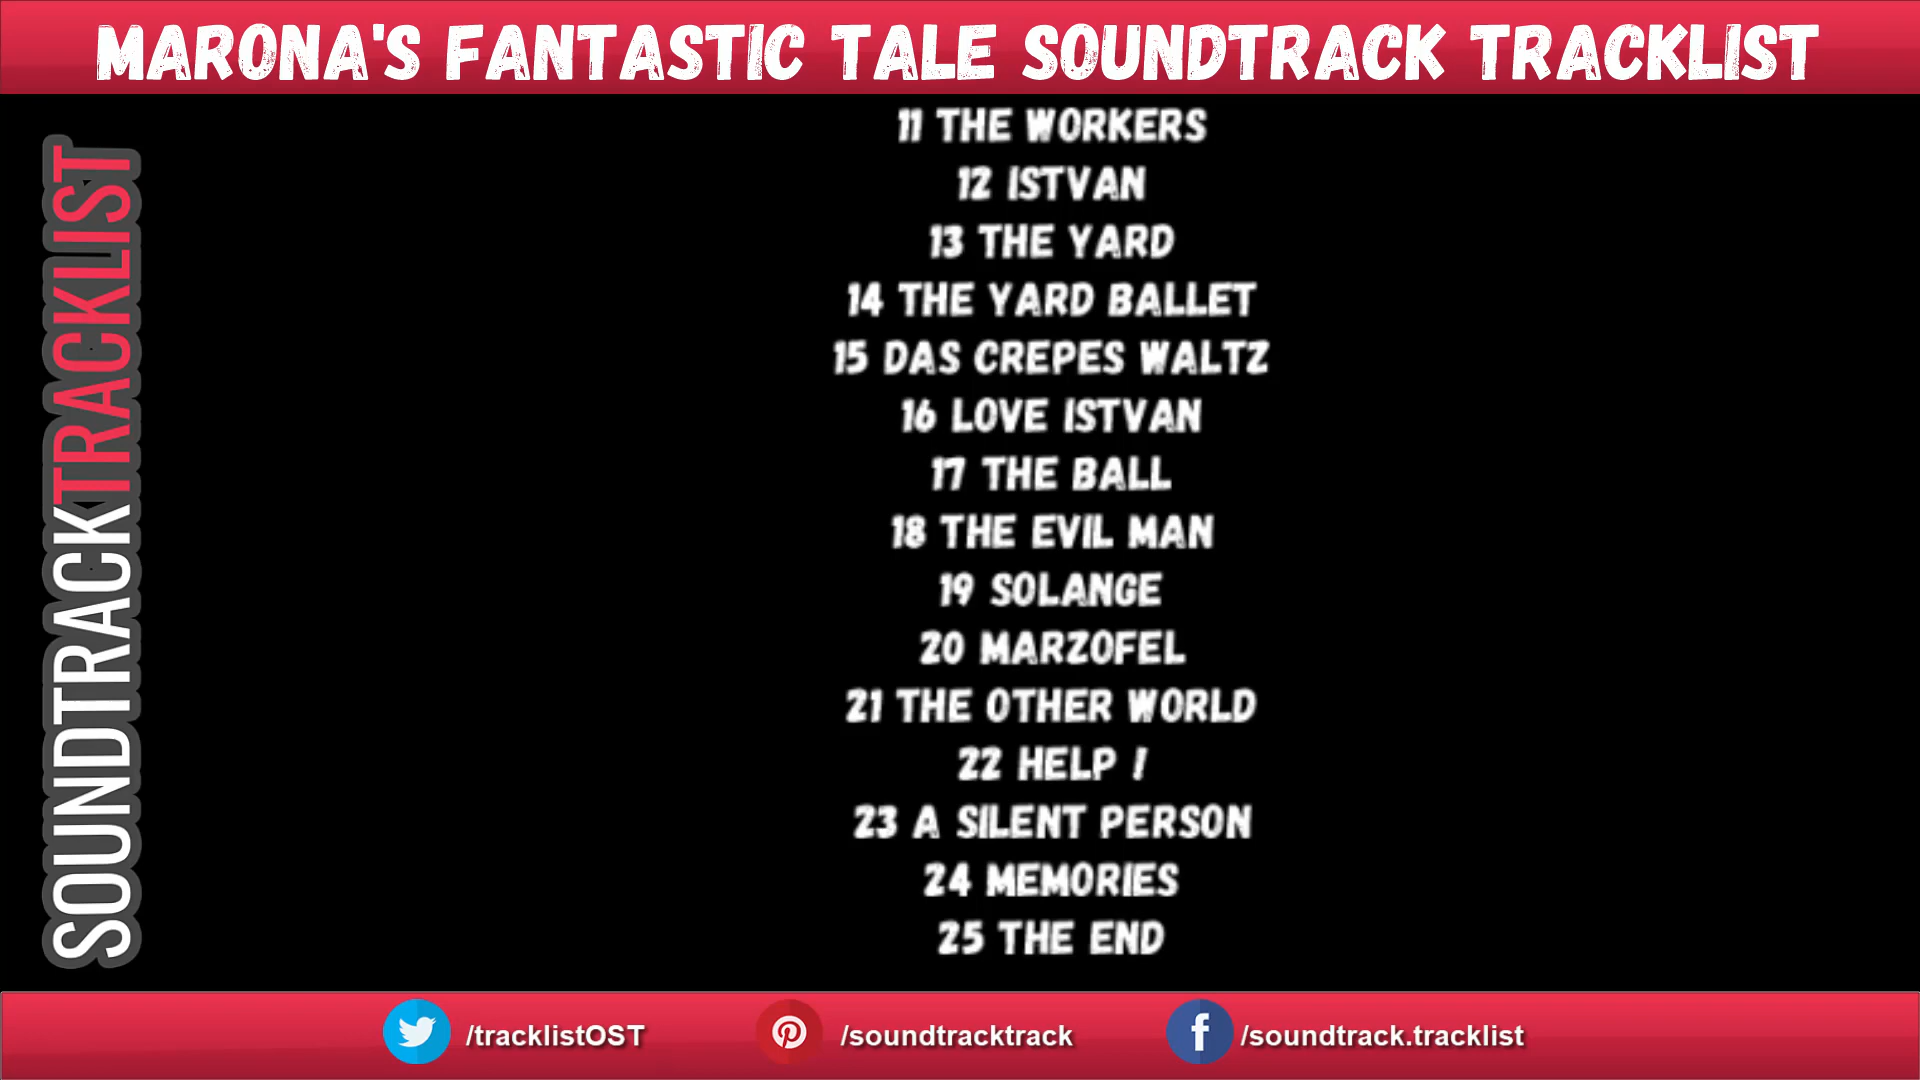 MARONA'S FANTASTIC TALE SOUNDTRACK TRACKLIST
SOUNDTRACKTRACKLIST
11 THE WORKERS
12 ISTVAN
13 THE YARD
14 THE YARD BALLET
15 DAS CREPES WALTZ
16 LOVE ISTVAN
17 THE BALL
18 THE EVIL MAN
19 SOLANGE
20 MARZOFEL
21 THE OTHER WORLD
22 HELP !
23 A SILENT PERSON
24 MEMORIES
25 THE END
/tracklistOST
/soundtracktrack
/soundtrack.tracklist